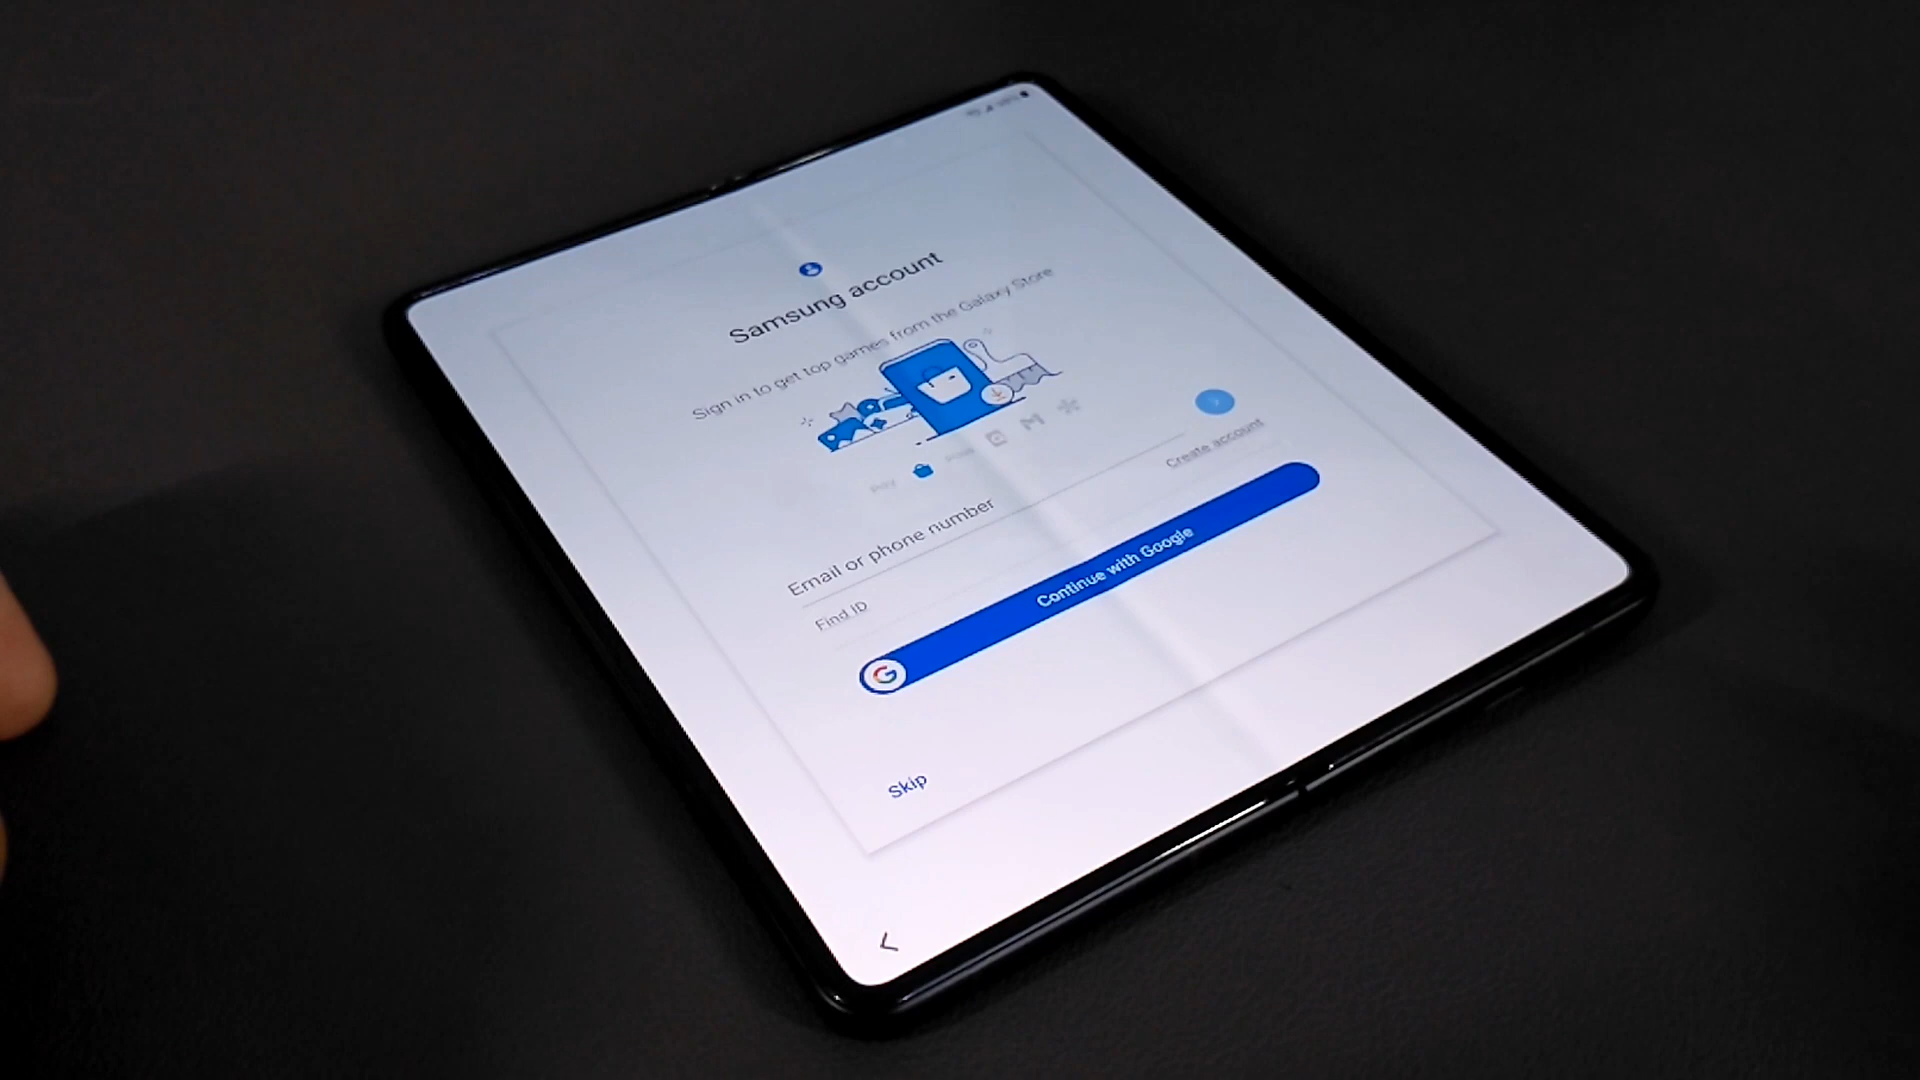 Samsung account
Sign in to get top games from the Galaxy Store
Email or phone number
Find ID
Create account
Continue with Google
Skip